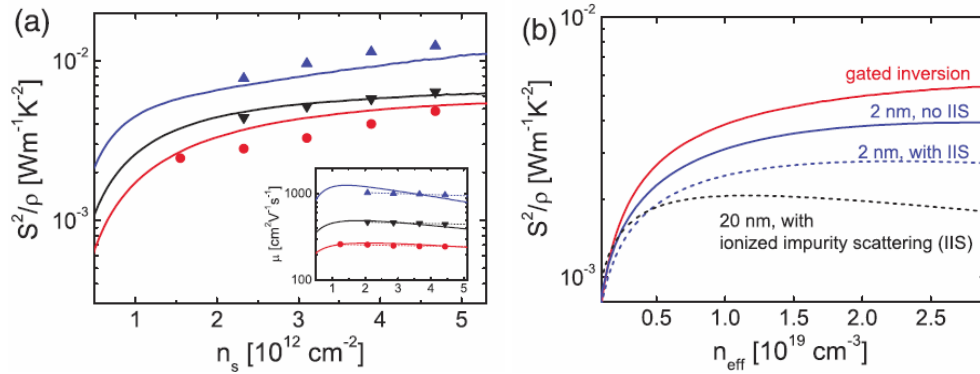 (a)
S²/ρ [Wm⁻¹K⁻²]
10⁻²
10⁻³
1
2
3
4
5
nₛ [10¹² cm⁻²]
μ [cm²V⁻¹s⁻¹]
1000
100
0
1
2
3
4
5
(b)
S²/ρ [Wm⁻¹K⁻²]
10⁻²
10⁻³
gated inversion
2 nm, no IIS
2 nm, with IIS
20 nm, with
ionized impurity scattering (IIS)
0.5
1.0
1.5
2.0
2.5
n_eff [10¹⁹ cm⁻³]